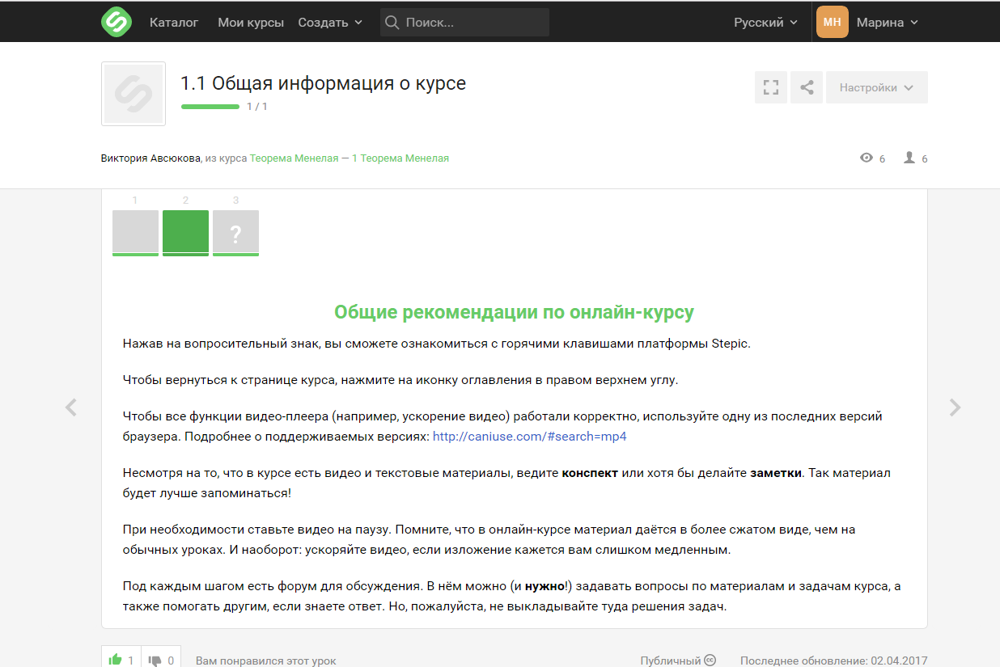 Каталог Мои курсы Создать Поиск... Русский МН Марина
1.1 Общая информация о курсе
1 / 1
Настройки
Виктория Авсюкова, из курса Теорема Менелая — 1 Теорема Менелая
6 6
1 2 3
?
Общие рекомендации по онлайн-курсу
Нажав на вопросительный знак, вы сможете ознакомиться с горячими клавишами платформы Stepic.
Чтобы вернуться к странице курса, нажмите на иконку оглавления в правом верхнем углу.
Чтобы все функции видео-плеера (например, ускорение видео) работали корректно, используйте одну из последних версий
браузера. Подробнее о поддерживаемых версиях: http://caniuse.com/#search=mp4
Несмотря на то, что в курсе есть видео и текстовые материалы, ведите конспект или хотя бы делайте заметки. Так материал
будет лучше запоминаться!
При необходимости ставьте видео на паузу. Помните, что в онлайн-курсе материал даётся в более сжатом виде, чем на
обычных уроках. И наоборот: ускоряйте видео, если изложение кажется вам слишком медленным.
Под каждым шагом есть форум для обсуждения. В нём можно (и нужно!) задавать вопросы по материалам и задачам курса, а
также помогать другим, если знаете ответ. Но, пожалуйста, не выкладывайте туда решения задач.
1 0 Вам понравился этот урок Публичный cc Последнее обновление: 02.04.2017